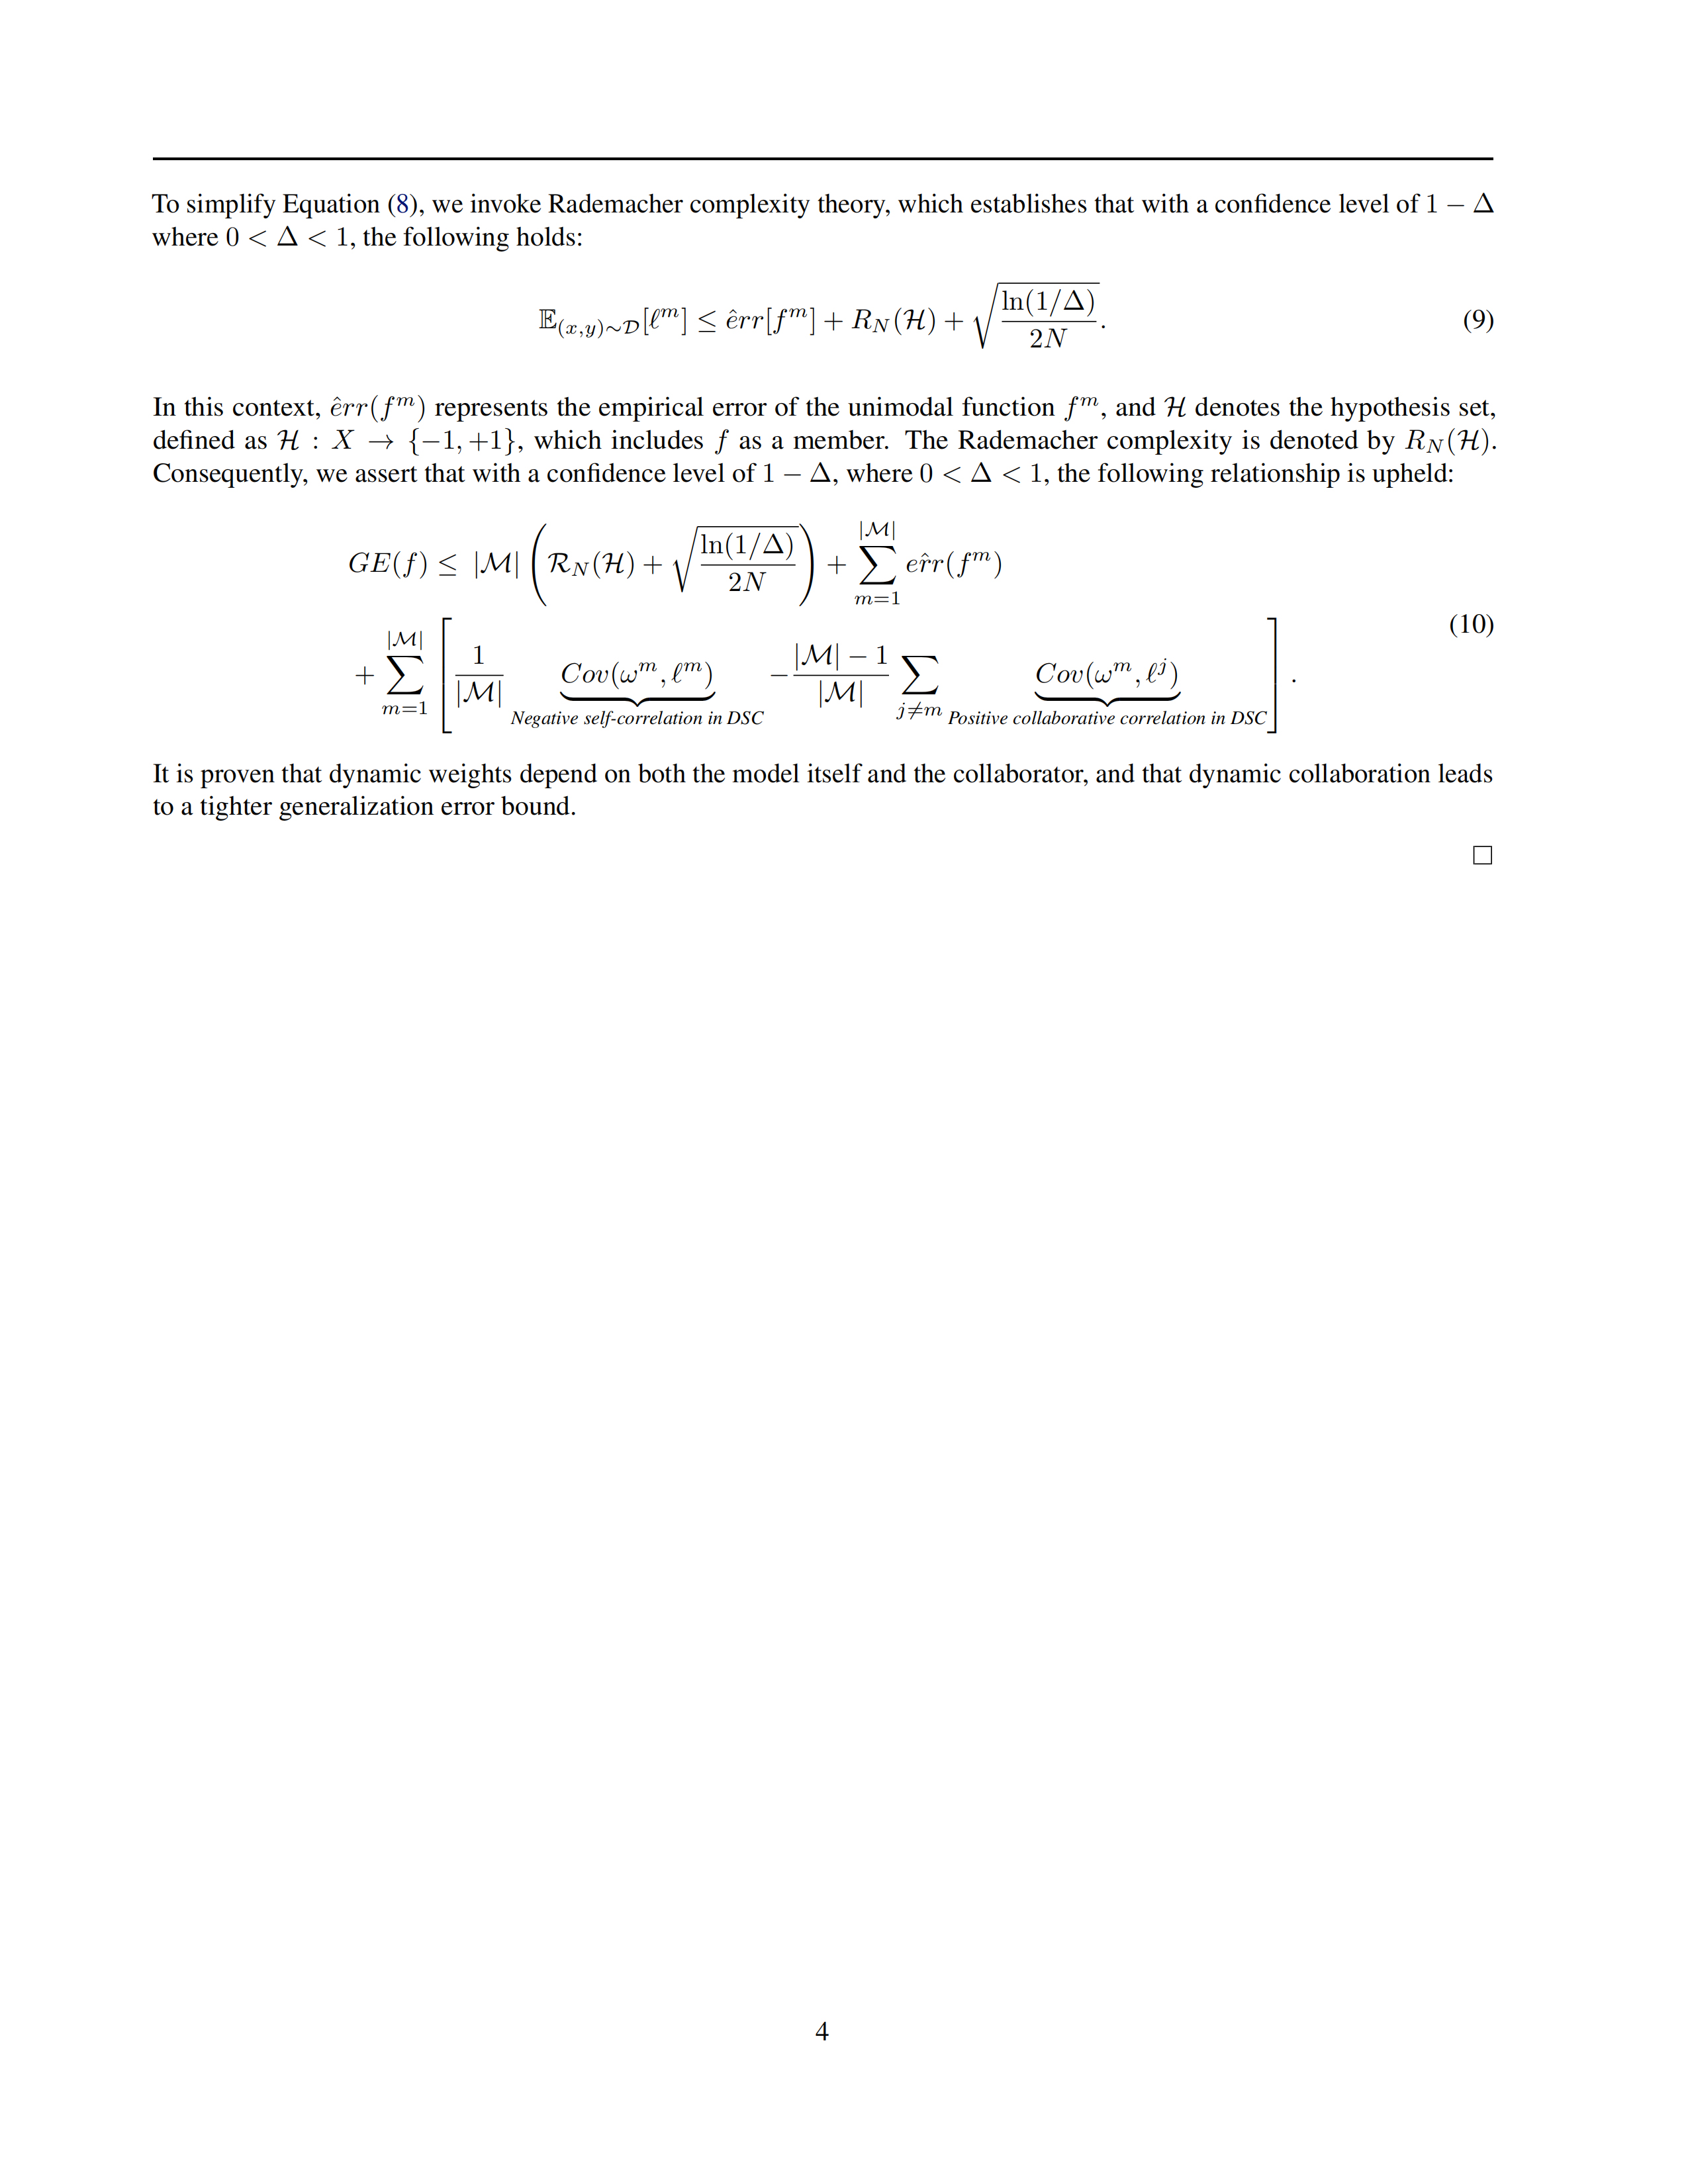 To simplify Equation (8), we invoke Rademacher complexity theory, which establishes that with a confidence level of 1 − Δ
where 0 < Δ < 1, the following holds:
$\mathbb{E}_{(x,y)\sim\mathcal{D}}[\ell^m] \leq \hat{e}rr[f^m] + R_N(\mathcal{H}) + \sqrt{\frac{\ln(1/\Delta)}{2N}}.$ (9)
In this context, $\hat{e}rr(f^m)$ represents the empirical error of the unimodal function $f^m$, and $\mathcal{H}$ denotes the hypothesis set,
defined as $\mathcal{H} : X \to \{-1, +1\}$, which includes $f$ as a member. The Rademacher complexity is denoted by $R_N(\mathcal{H})$.
Consequently, we assert that with a confidence level of 1 − Δ, where 0 < Δ < 1, the following relationship is upheld:
$GE(f) \leq |\mathcal{M}| \left( \mathcal{R}_N(\mathcal{H}) + \sqrt{\frac{\ln(1/\Delta)}{2N}} \right) + \sum_{m=1}^{|\mathcal{M}|} e\hat{r}r(f^m)$
$+ \sum_{m=1}^{|\mathcal{M}|} \left[ \frac{1}{|\mathcal{M}|} \underbrace{Cov(\omega^m, \ell^m)}_{\text{Negative self-correlation in DSC}} - \frac{|\mathcal{M}| - 1}{|\mathcal{M}|} \sum_{j \neq m} \underbrace{Cov(\omega^m, \ell^j)}_{\text{Positive collaborative correlation in DSC}} \right].$ (10)
It is proven that dynamic weights depend on both the model itself and the collaborator, and that dynamic collaboration leads
to a tighter generalization error bound.
□
4